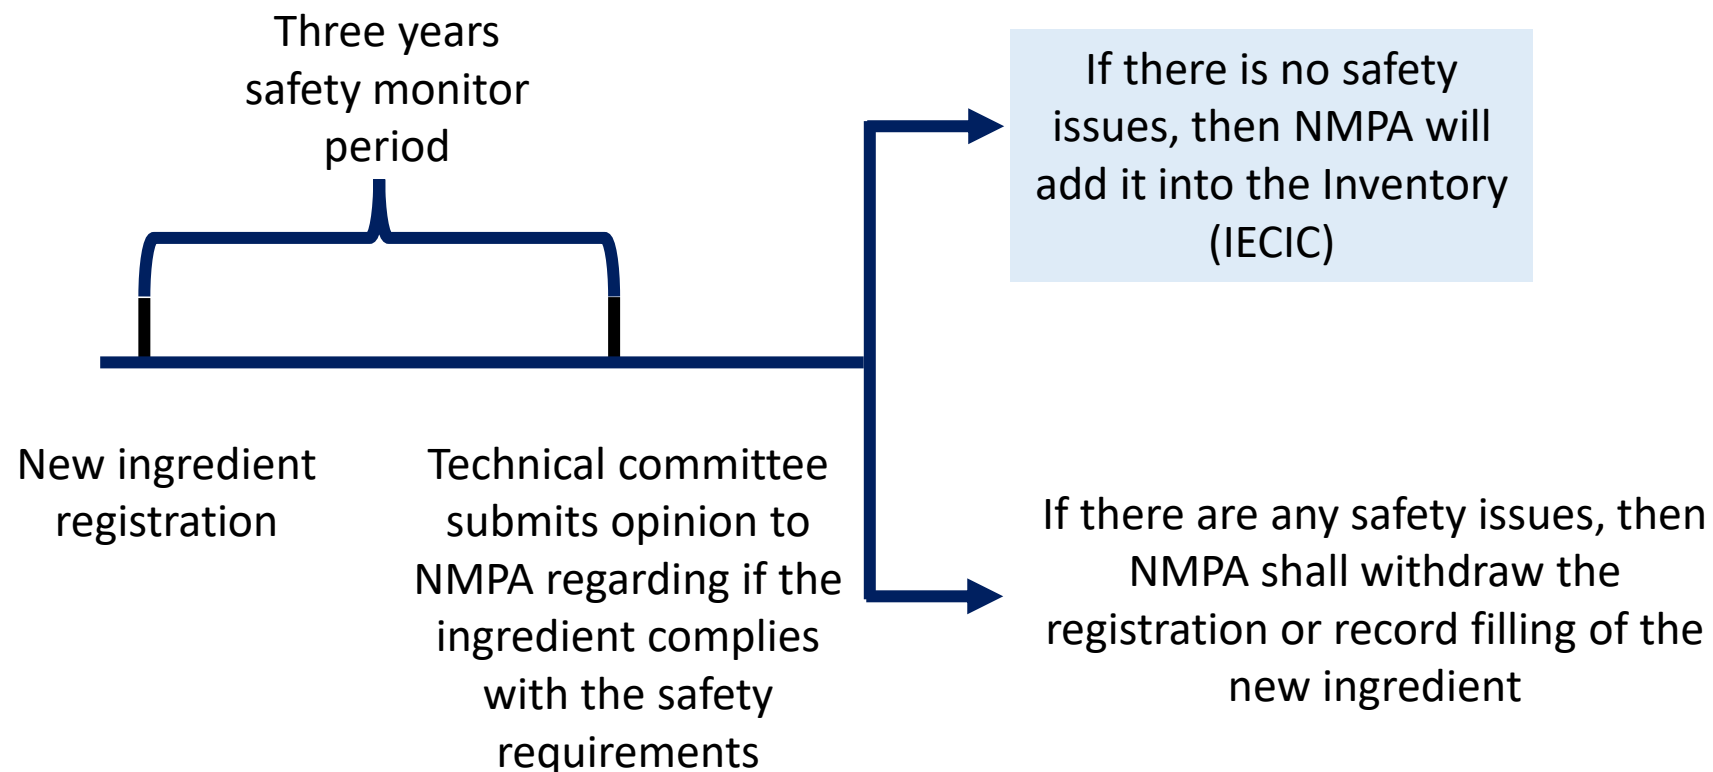 Three years
safety monitor
period
If there is no safety
issues, then NMPA will
add it into the Inventory
(IECIC)
New ingredient
registration
Technical committee
submits opinion to
NMPA regarding if the
ingredient complies
with the safety
requirements
If there are any safety issues, then
NMPA shall withdraw the
registration or record filling of the
new ingredient